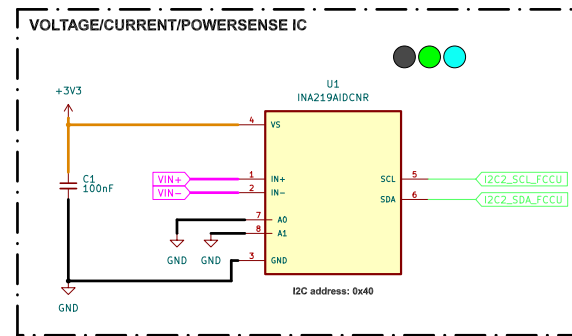 VOLTAGE/CURRENT/POWERSENSE IC
+3V3
U1
INA219AIDCNR
4 VS
C1
100nF
VIN+ 1 IN+ SCL 5 I2C2_SCL_FCCU
VIN- 2 IN- SDA 6 I2C2_SDA_FCCU
7 A0
8 A1
GND GND 3 GND
I2C address: 0x40
GND